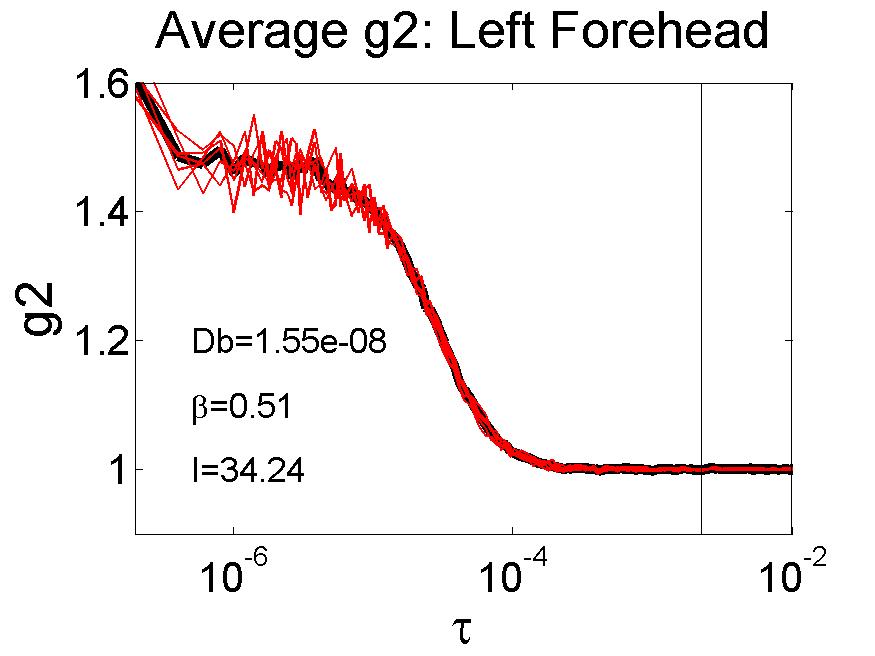 Average g2: Left Forehead
1.6
1.4
1.2
1
g2
Db=1.55e-08
β=0.51
I=34.24
10^-6
10^-4
10^-2
τ